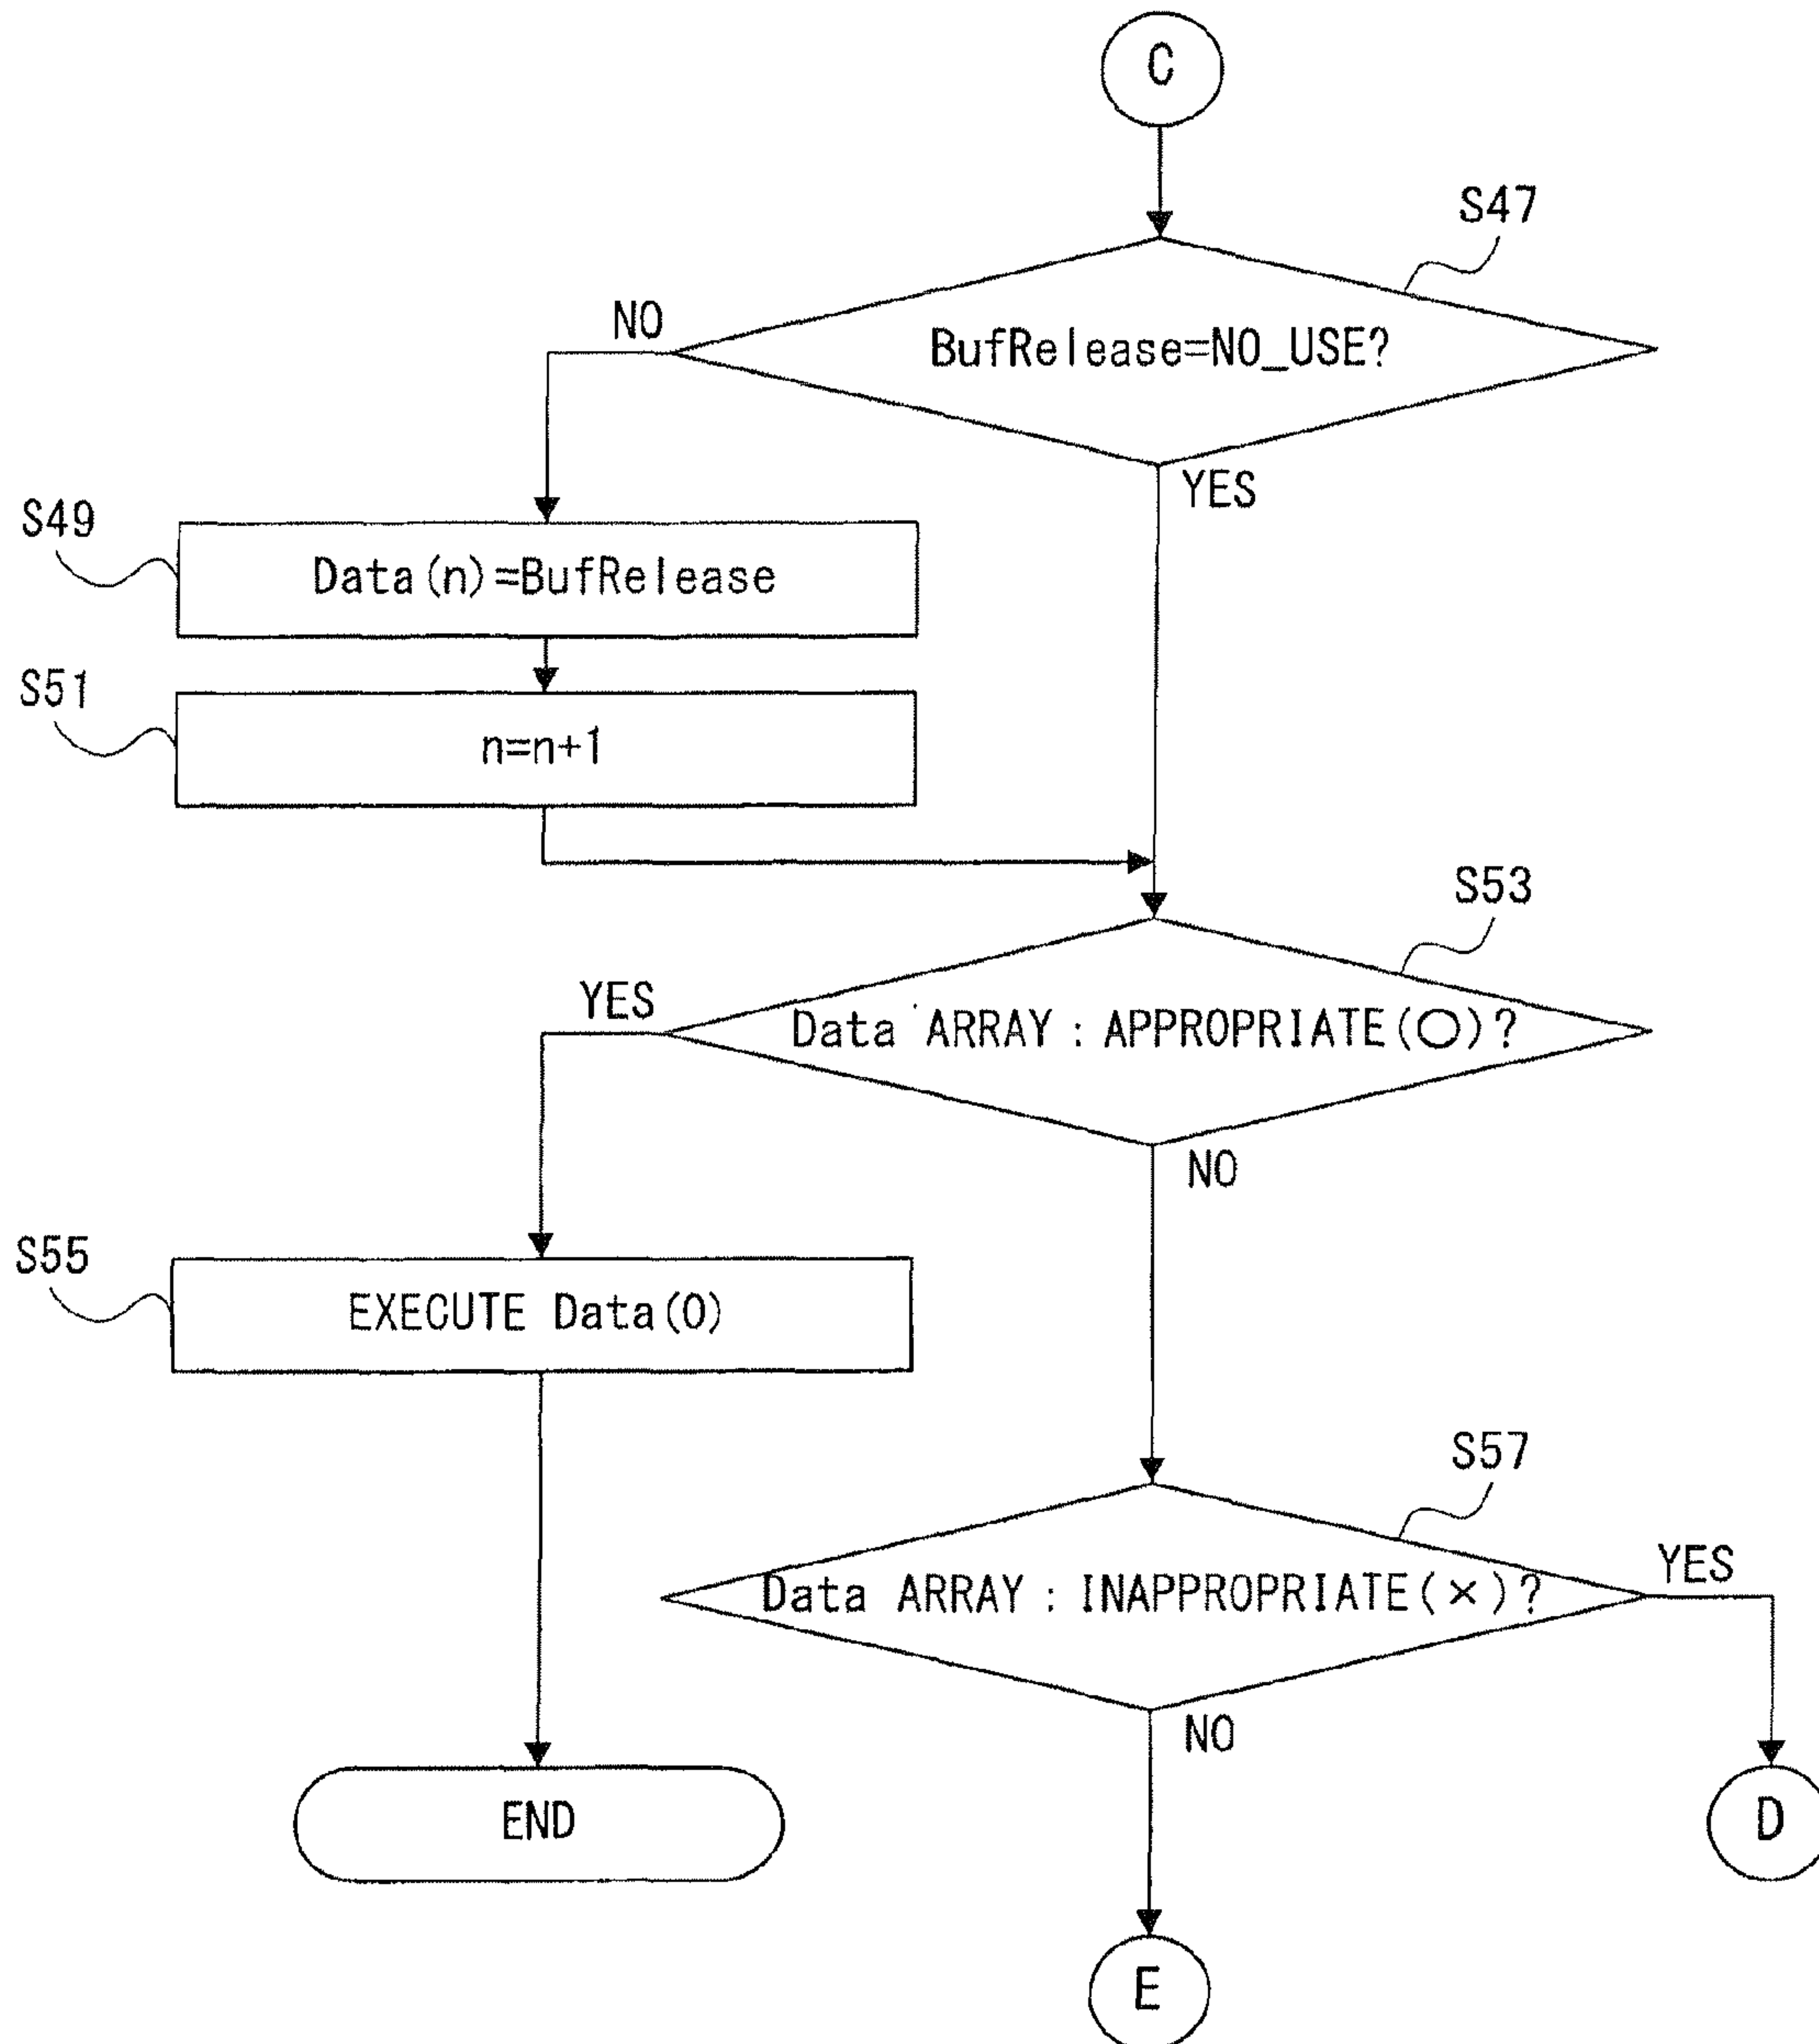 C
S47
NO
BufRelease=NO_USE?
YES
S49
Data(n)=BufRelease
S51
n=n+1
S53
YES
Data ARRAY : APPROPRIATE(○)?
NO
S55
EXECUTE Data(0)
S57
YES
Data ARRAY : INAPPROPRIATE(×)?
NO
END
D
E